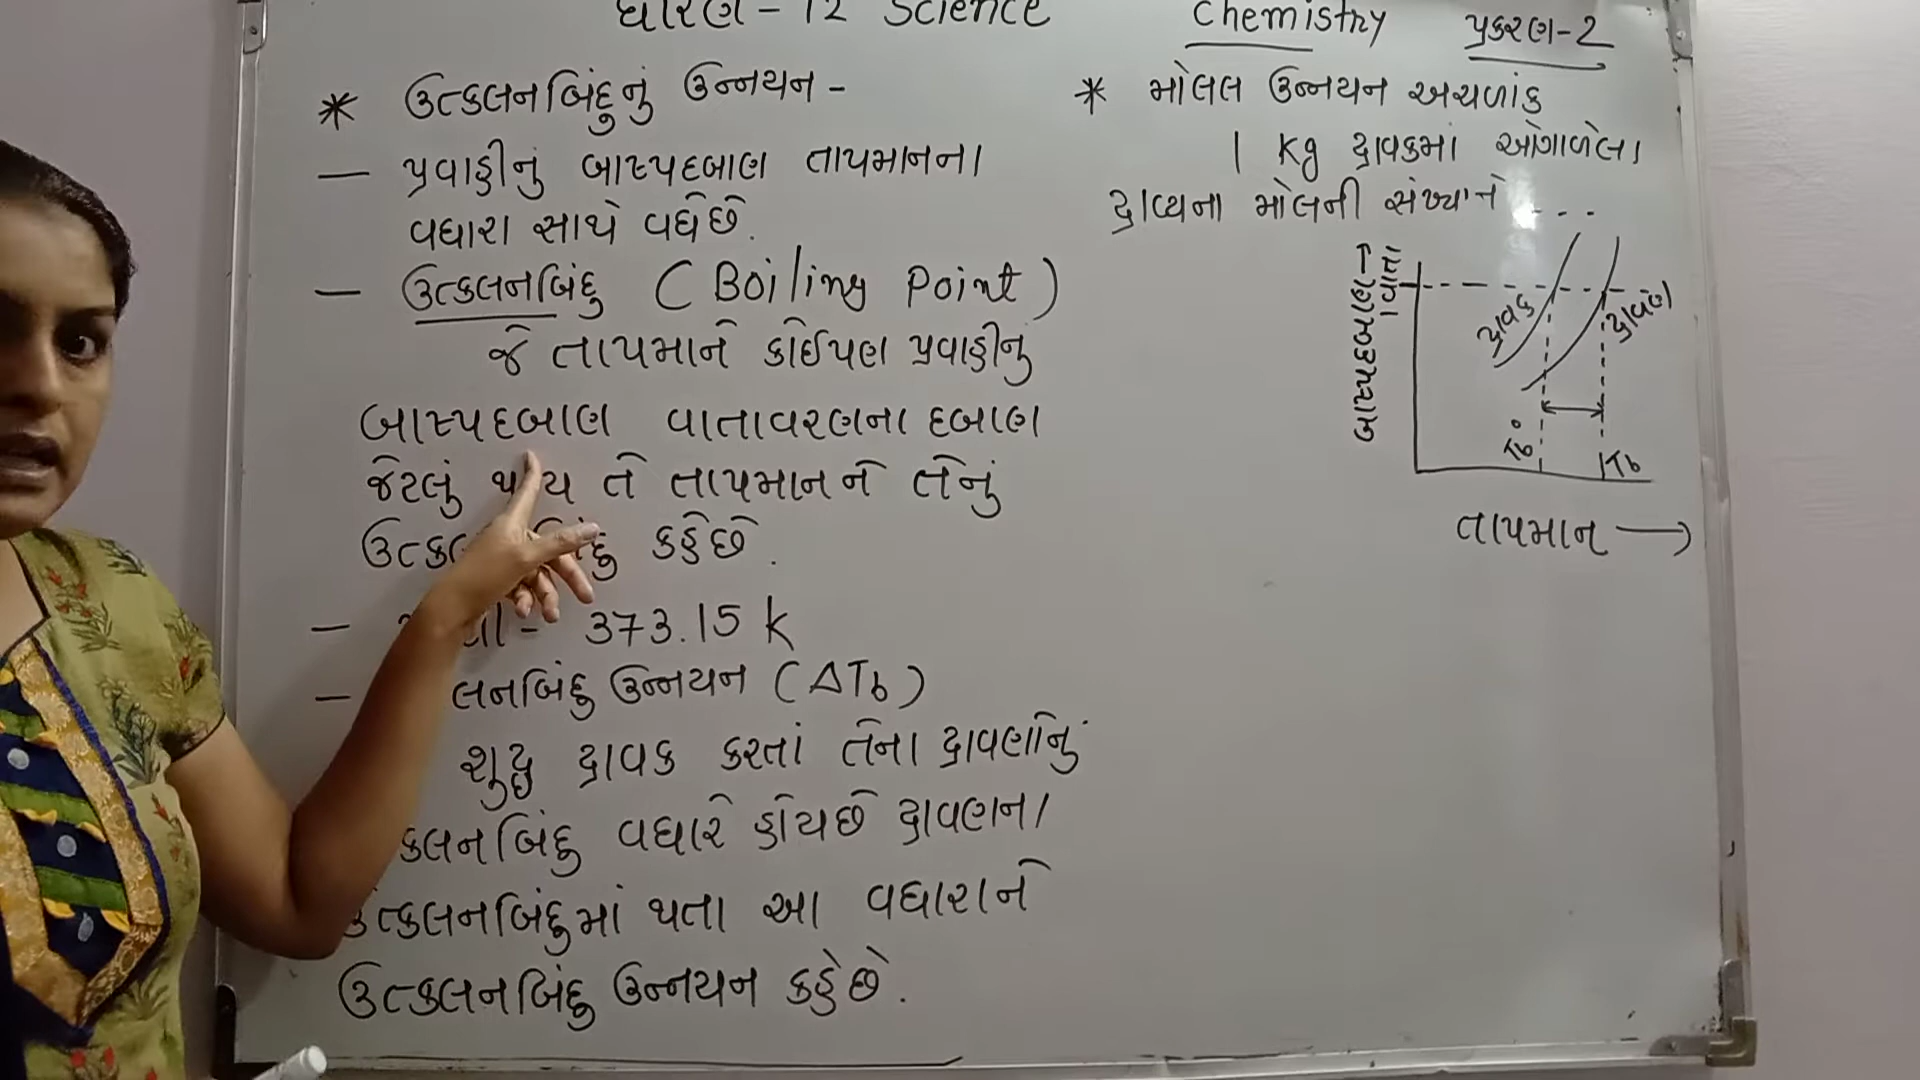 ધોરણ - 12 Science Chemistry પ્રકરણ-2
* ઉત્કલનબિંદુનું ઉન્નયન -
— પ્રવાહીનું બાષ્પદબાણ તાપમાનના
વધારા સાથે વધેછે.
— ઉત્કલનબિંદુ (Boiling Point)
જે તાપમાને કોઈપણ પ્રવાહીનું
બાષ્પદબાણ વાતાવરણના દબાણ
જેટલું થાય તે તાપમાનને તેનું
કહેછે.
- 373.15 k
— લનબિંદુ ઉન્નયન (ΔTb)
શુદ્ધ દ્રાવક કરતાં તેના દ્રાવણોનું
કલનબિંદુ વધારે હોયછે દ્રાવણના
ઉત્કલનબિંદુમાં થતા આ વધારાને
ઉત્કલનબિંદુ ઉન્નયન કહેછે.
* મોલલ ઉન્નયન અચળાંક
1 kg દ્રાવકમાં ઓગાળેલા
દ્રાવ્યના મોલની સંખ્યાને . . .
બાષ્પદબાણ →
1 વાતા
દ્રાવક
દ્રાવણ
Tb°
Tb
તાપમાન →